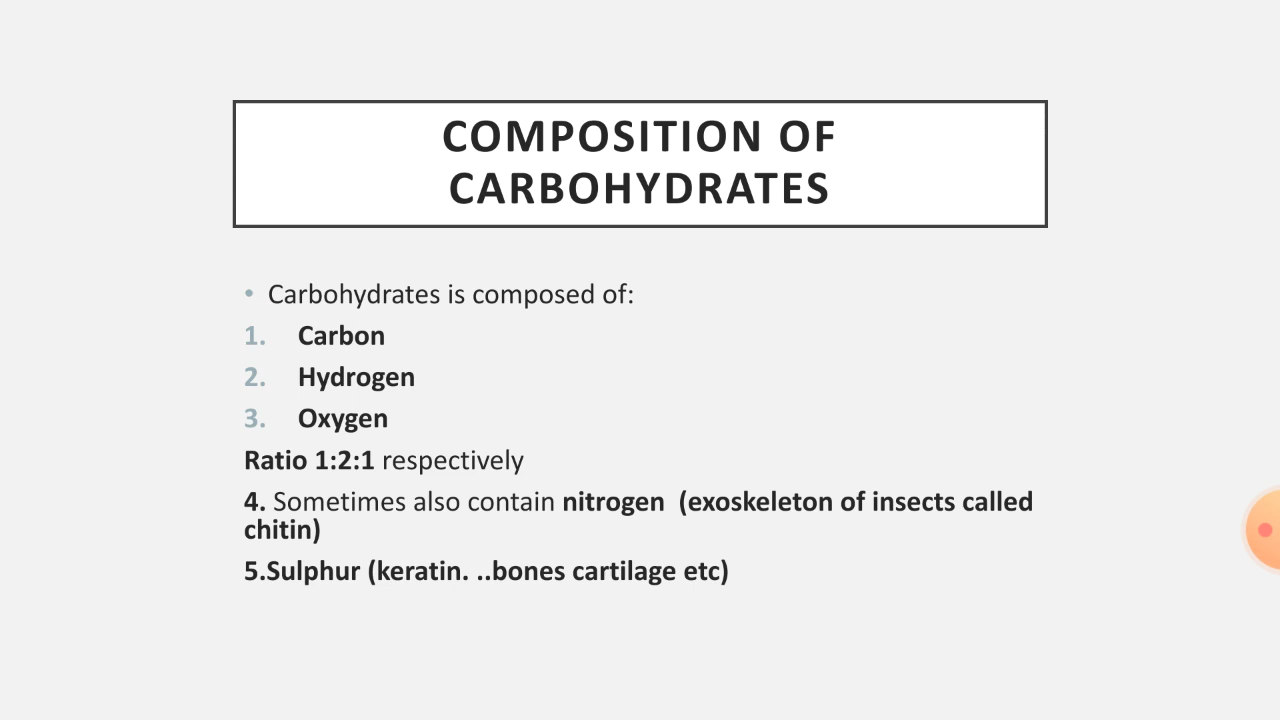 COMPOSITION OF
CARBOHYDRATES
• Carbohydrates is composed of:
1. Carbon
2. Hydrogen
3. Oxygen
Ratio 1:2:1 respectively
4. Sometimes also contain nitrogen  (exoskeleton of insects called
chitin)
5.Sulphur (keratin. ..bones cartilage etc)